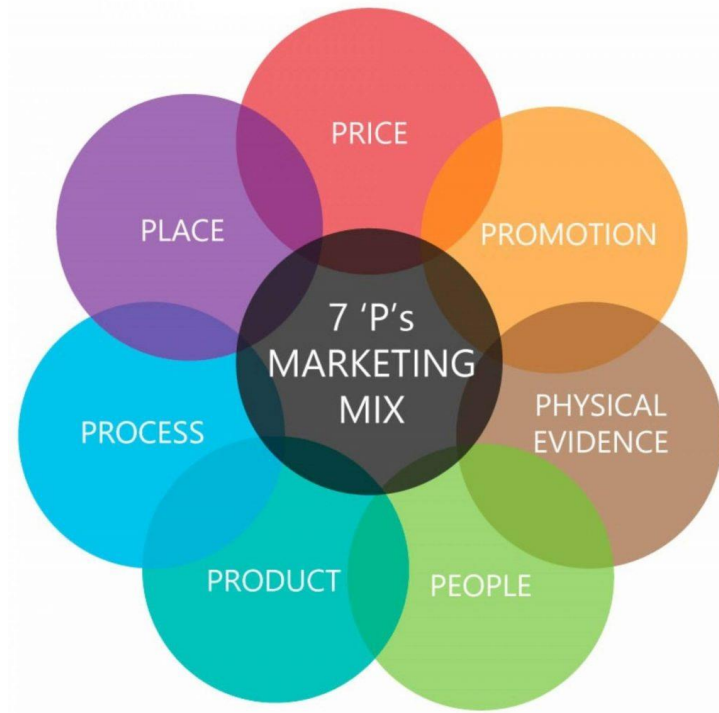 PRICE
PROMOTION
PHYSICAL
EVIDENCE
PEOPLE
PRODUCT
PROCESS
PLACE
7 ‘P’s
MARKETING
MIX